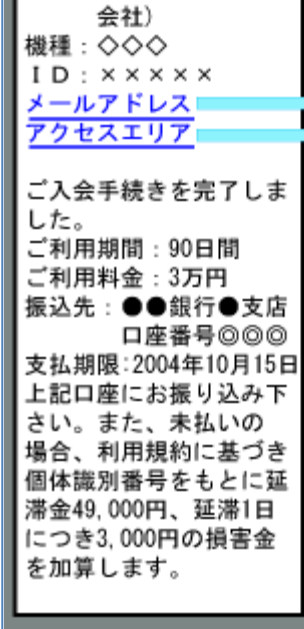 会社)
機種：◇◇◇
ＩＤ：×××××
メールアドレス
アクセスエリア
ご入会手続きを完了しま
した。
ご利用期間：90日間
ご利用料金：3万円
振込先：●●銀行●支店
口座番号◎◎◎
支払期限:2004年10月15日
上記口座にお振り込み下
さい。また、未払いの
場合、利用規約に基づき
個体識別番号をもとに延
滞金49,000円、延滞1日
につき3,000円の損害金
を加算します。